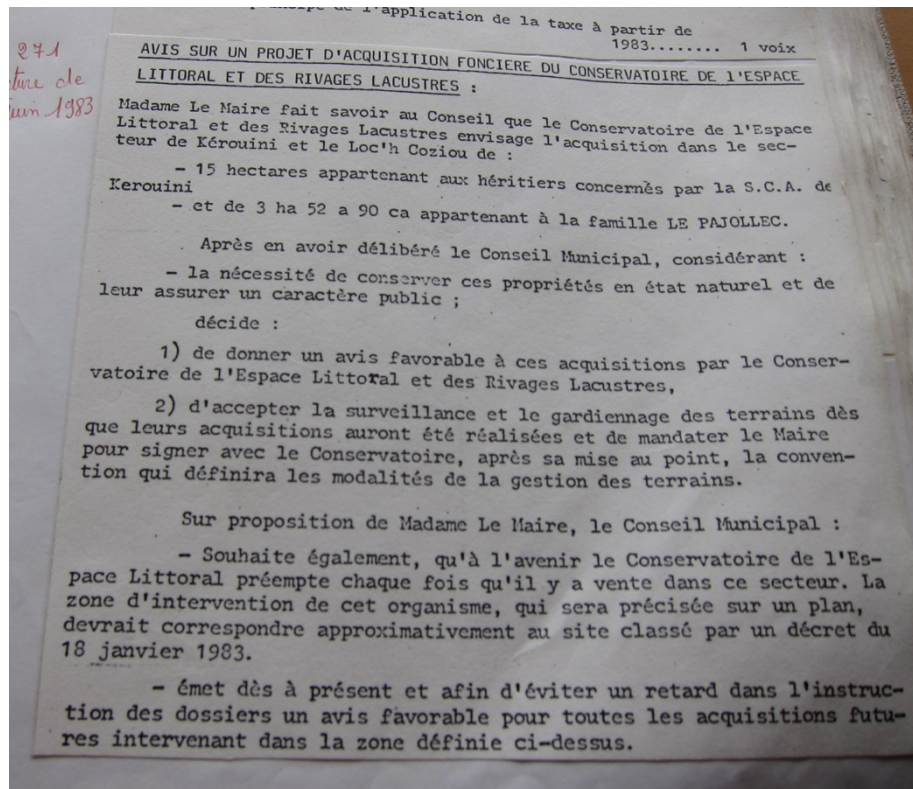 de l'application de la taxe à partir de
1983........ 1 voix
271
de
juin 1983
AVIS SUR UN PROJET D'ACQUISITION FONCIERE DU CONSERVATOIRE DE L'ESPACE
LITTORAL ET DES RIVAGES LACUSTRES :
Madame Le Maire fait savoir au Conseil que le Conservatoire de l'Espace
Littoral et des Rivages Lacustres envisage l'acquisition dans le sec-
teur de Kérouini et le Loc'h Coziou de :
- 15 hectares appartenant aux héritiers concernès par la S.C.A. de
Kerouini
- et de 3 ha 52 a 90 ca appartenant à la famille LE PAJOLLEC.
Après en avoir délibéré le Conseil Municipal, considérant :
- la nécessité de conserver ces propriétés en état naturel et de
leur assurer un caractère public ;
décide :
1) de donner un avis favorable à ces acquisitions par le Conser-
vatoire de l'Espace Littoral et des Rivages Lacustres,
2) d'accepter la surveillance et le gardiennage des terrains dès
que leurs acquisitions auront été réalisées et de mandater le Maire
pour signer avec le Conservatoire, après sa mise au point, la conven-
tion qui définira les modalités de la gestion des terrains.
Sur proposition de Madame Le Maire, le Conseil Municipal :
- Souhaite également, qu'à l'avenir le Conservatoire de l'Es-
pace Littoral préempte chaque fois qu'il y a vente dans ce secteur. La
zone d'intervention de cet organisme, qui sera précisée sur un plan,
devrait correspondre approximativement au site classé par un décret du
18 janvier 1983.
- émet dès à présent et afin d'éviter un retard dans l'instruc-
tion des dossiers un avis favorable pour toutes les acquisitions futu-
res intervenant dans la zone définie ci-dessus.